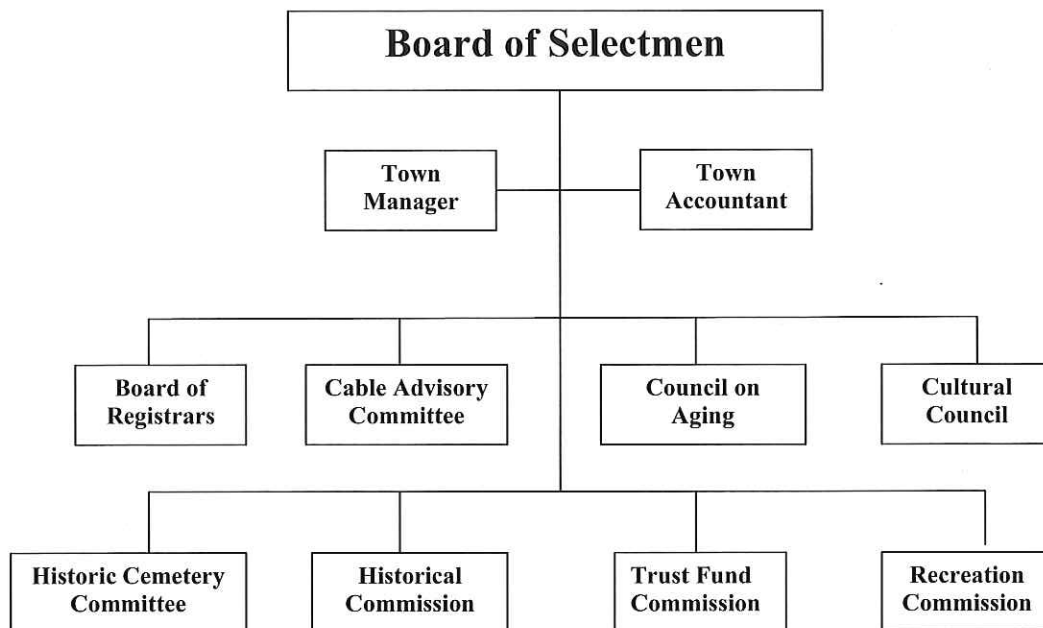 Board of Selectmen
Town
Manager
Town
Accountant
Board of
Registrars
Cable Advisory
Committee
Council on
Aging
Cultural
Council
Historic Cemetery
Committee
Historical
Commission
Trust Fund
Commission
Recreation
Commission